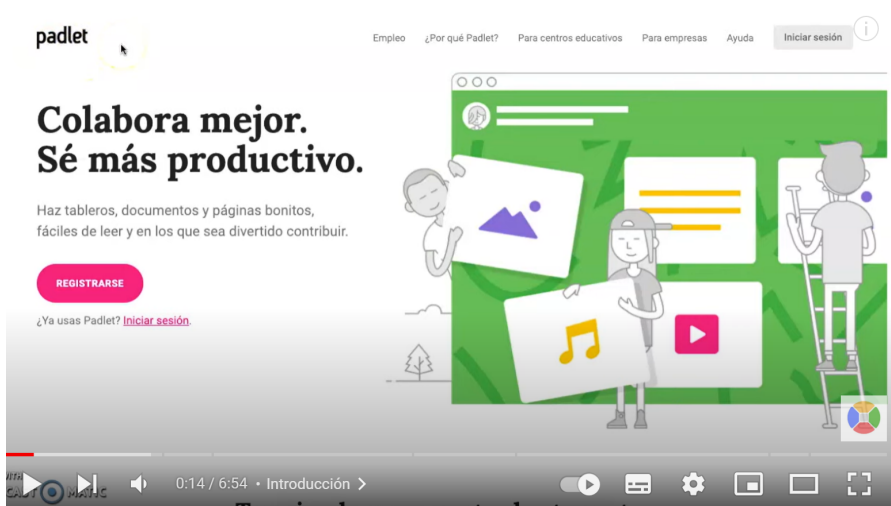 padlet
Empleo ¿Por qué Padlet? Para centros educativos Para empresas Ayuda Iniciar sesión
Colabora mejor.
Sé más productivo.
Haz tableros, documentos y páginas bonitos,
fáciles de leer y en los que sea divertido contribuir.
REGISTRARSE
¿Ya usas Padlet? Iniciar sesión.
0:14 / 6:54 • Introducción